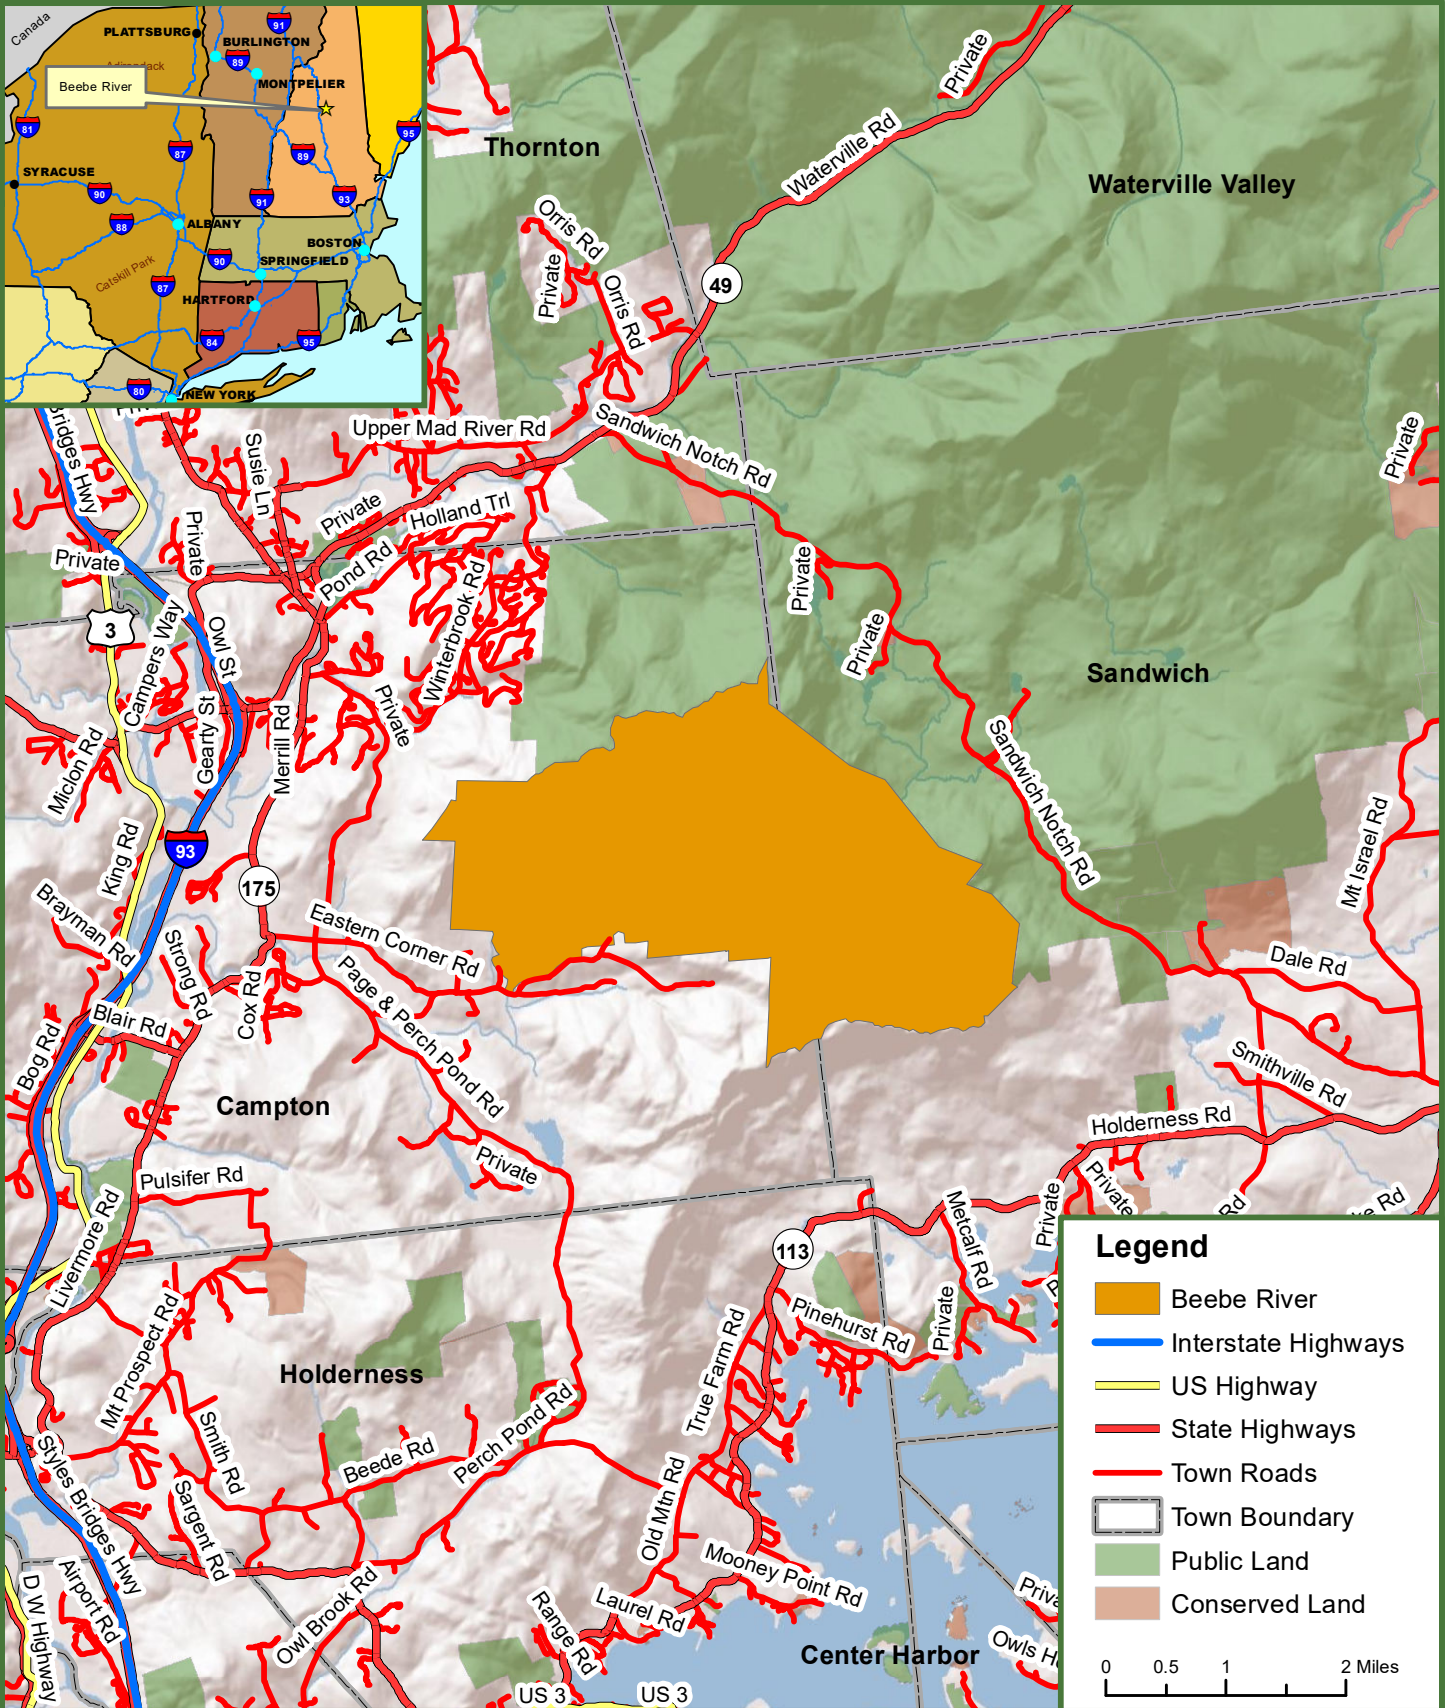 Canada
PLATTSBURG
91
BURLINGTON
89
Adirondack
MONTPELIER
Beebe River
81
87
95
89
SYRACUSE
90
91
93
88
ALBANY
BOSTON
90
SPRINGFIELD
Catskill Park
87
HARTFORD
84
95
80
NEW YORK
Private
Thornton
Waterville Rd
Waterville Valley
Orris Rd
Private
49
Orris Rd
Bridges Hwy
Upper Mad River Rd
Sandwich Notch Rd
Susie Ln
Private
Private
Holland Trl
Private
Private
Pond Rd
Private
Winterbrook Rd
3
Campers Way
Owl St
Private
Sandwich
Gearty St
Merrill Rd
Private
Miclon Rd
Sandwich Notch Rd
King Rd
93
Mt Israel Rd
175
Brayman Rd
Eastern Corner Rd
Strong Rd
Cox Rd
Page & Perch Pond Rd
Dale Rd
Blair Rd
Bog Rd
Smithville Rd
Campton
Holderness Rd
Private
Pulsifer Rd
Private
Private
Metcalf Rd
Rd
ke Rd
Livermore Rd
113
Mt Prospect Rd
Pinehurst Rd
Private
True Farm Rd
Holderness
Smith Rd
Beede Rd
Perch Pond Rd
Styles Bridges Hwy
Sargent Rd
Old Mtn Rd
Airport Rd
D W Highway
Mooney Point Rd
Owl Brook Rd
Range Rd
Laurel Rd
Priva
Owls H
Center Harbor
US 3
US 3
Legend
Beebe River
Interstate Highways
US Highway
State Highways
Town Roads
Town Boundary
Public Land
Conserved Land
0 0.5 1 2 Miles